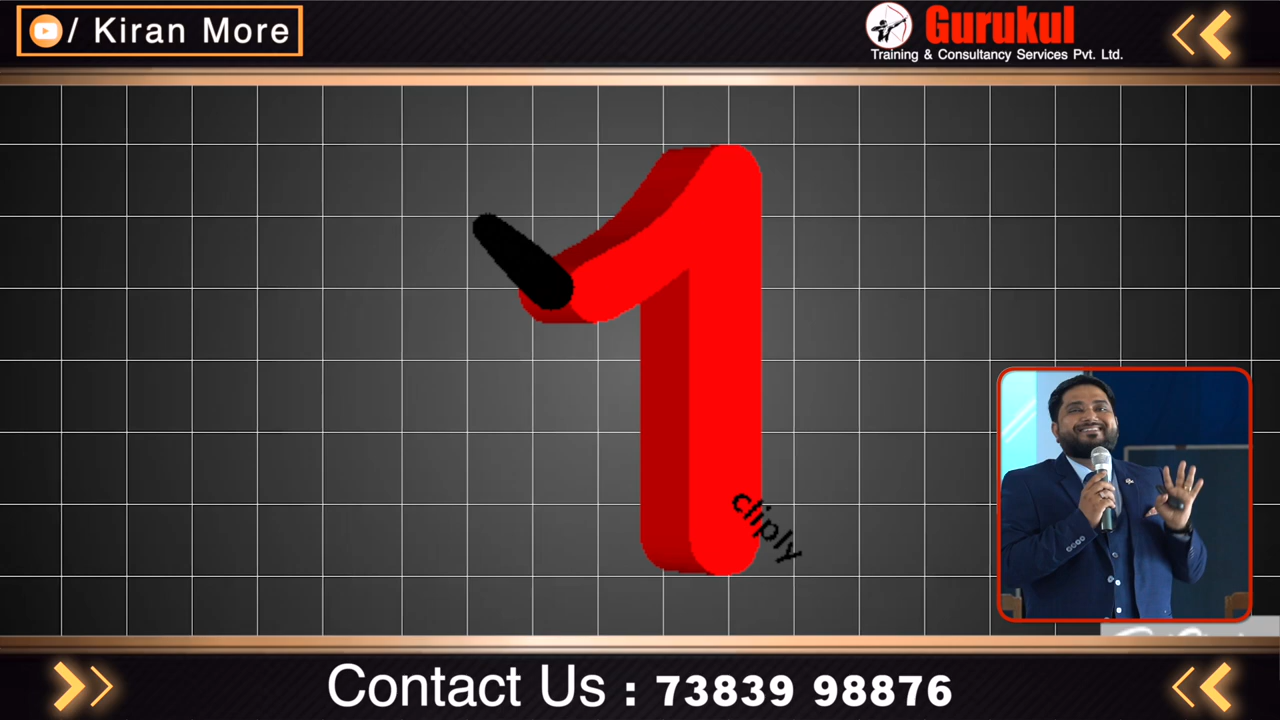 / Kiran More
Gurukul
Training & Consultancy Services Pvt. Ltd.
1
cliply
Contact Us : 73839 98876